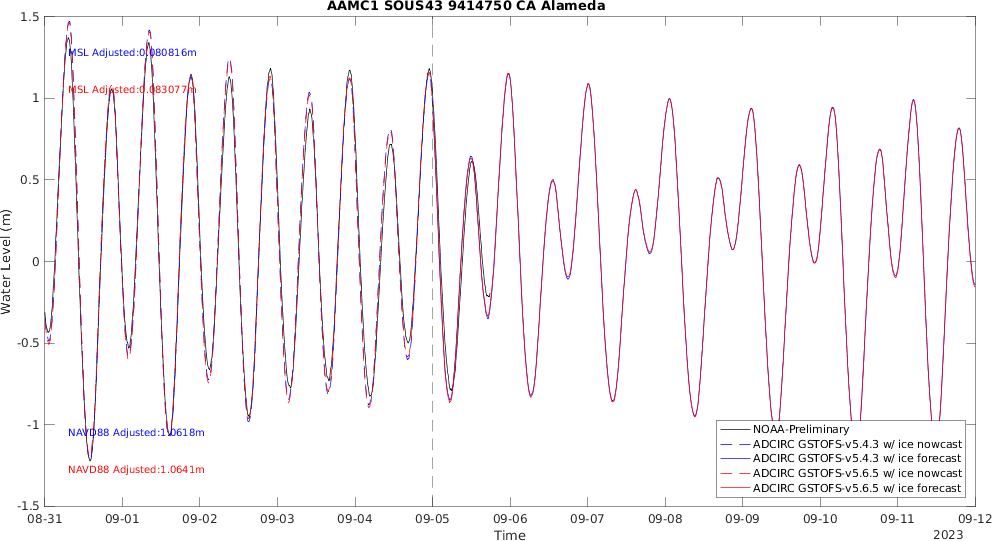 AAMC1 SOUS43 9414750 CA Alameda
1.5
1
0.5
0
-0.5
-1
-1.5
Water Level (m)
MSL Adjusted:0.080816m
MSL Adjusted:0.083077m
NAVD88 Adjusted:1.0618m
NAVD88 Adjusted:1.0641m
NOAA-Preliminary
ADCIRC GSTOFS-v5.4.3 w/ ice nowcast
ADCIRC GSTOFS-v5.4.3 w/ ice forecast
ADCIRC GSTOFS-v5.6.5 w/ ice nowcast
ADCIRC GSTOFS-v5.6.5 w/ ice forecast
08-31 09-01 09-02 09-03 09-04 09-05 09-06 09-07 09-08 09-09 09-10 09-11 09-12
Time
2023